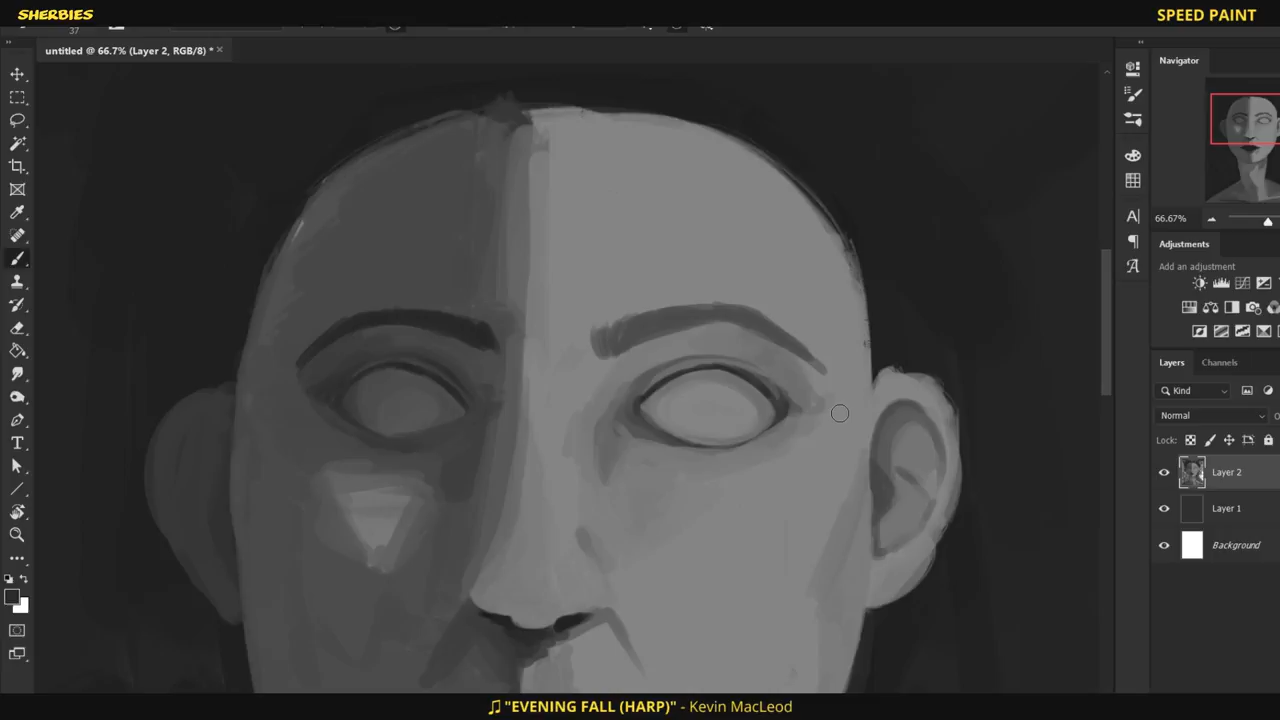 SHERBIES
SPEED PAINT
37
untitled @ 66.7% (Layer 2, RGB/8) *
Navigator
66.67%
Adjustments
Add an adjustment
Layers
Channels
Kind
Normal
Lock:
Layer 2
Layer 1
Background
♫ "EVENING FALL (HARP)" - Kevin MacLeod